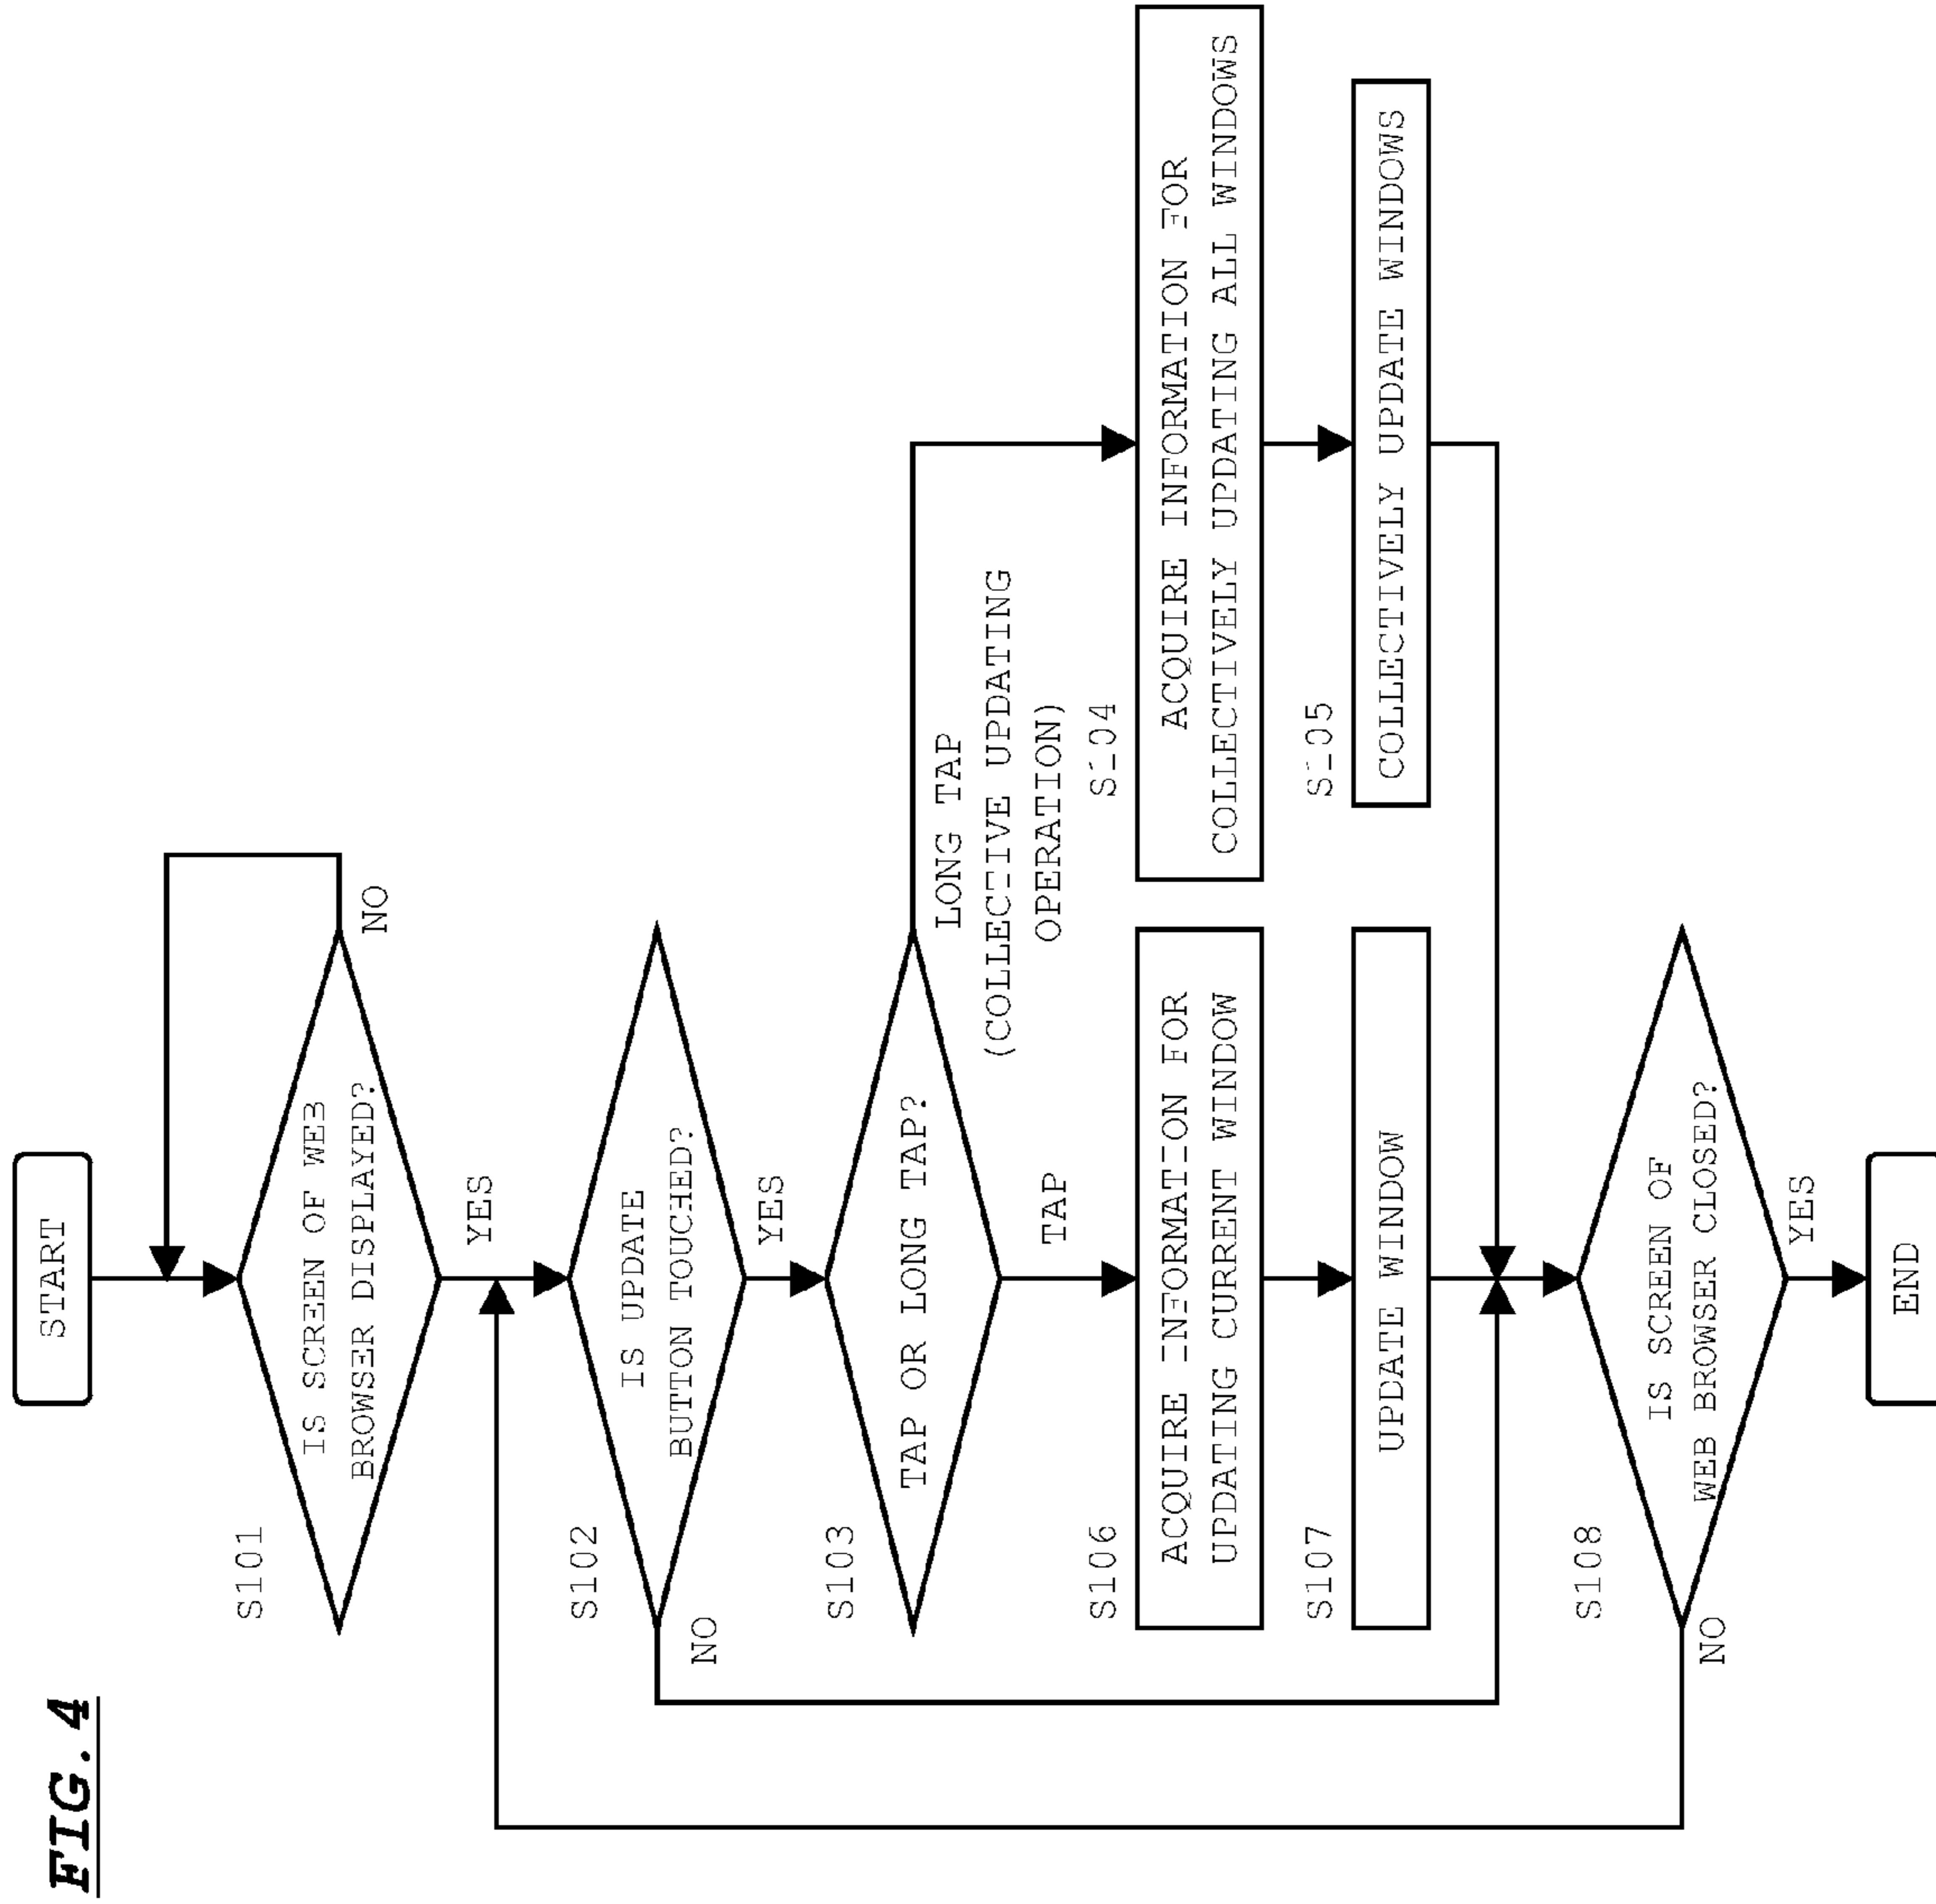 FIG. 4
START
S101
IS SCREEN OF WEB
BROWSER DISPLAYED?
NO
YES
S102
IS UPDATE
BUTTON TOUCHED?
NO
YES
S103
TAP OR LONG TAP?
LONG TAP
(COLLECTIVE UPDATING
OPERATION)
TAP
S104
ACQUIRE INFORMATION FOR
COLLECTIVELY UPDATING ALL WINDOWS
S105
COLLECTIVELY UPDATE WINDOWS
S106
ACQUIRE INFORMATION FOR
UPDATING CURRENT WINDOW
S107
UPDATE WINDOW
S108
IS SCREEN OF
WEB BROWSER CLOSED?
NO
YES
END